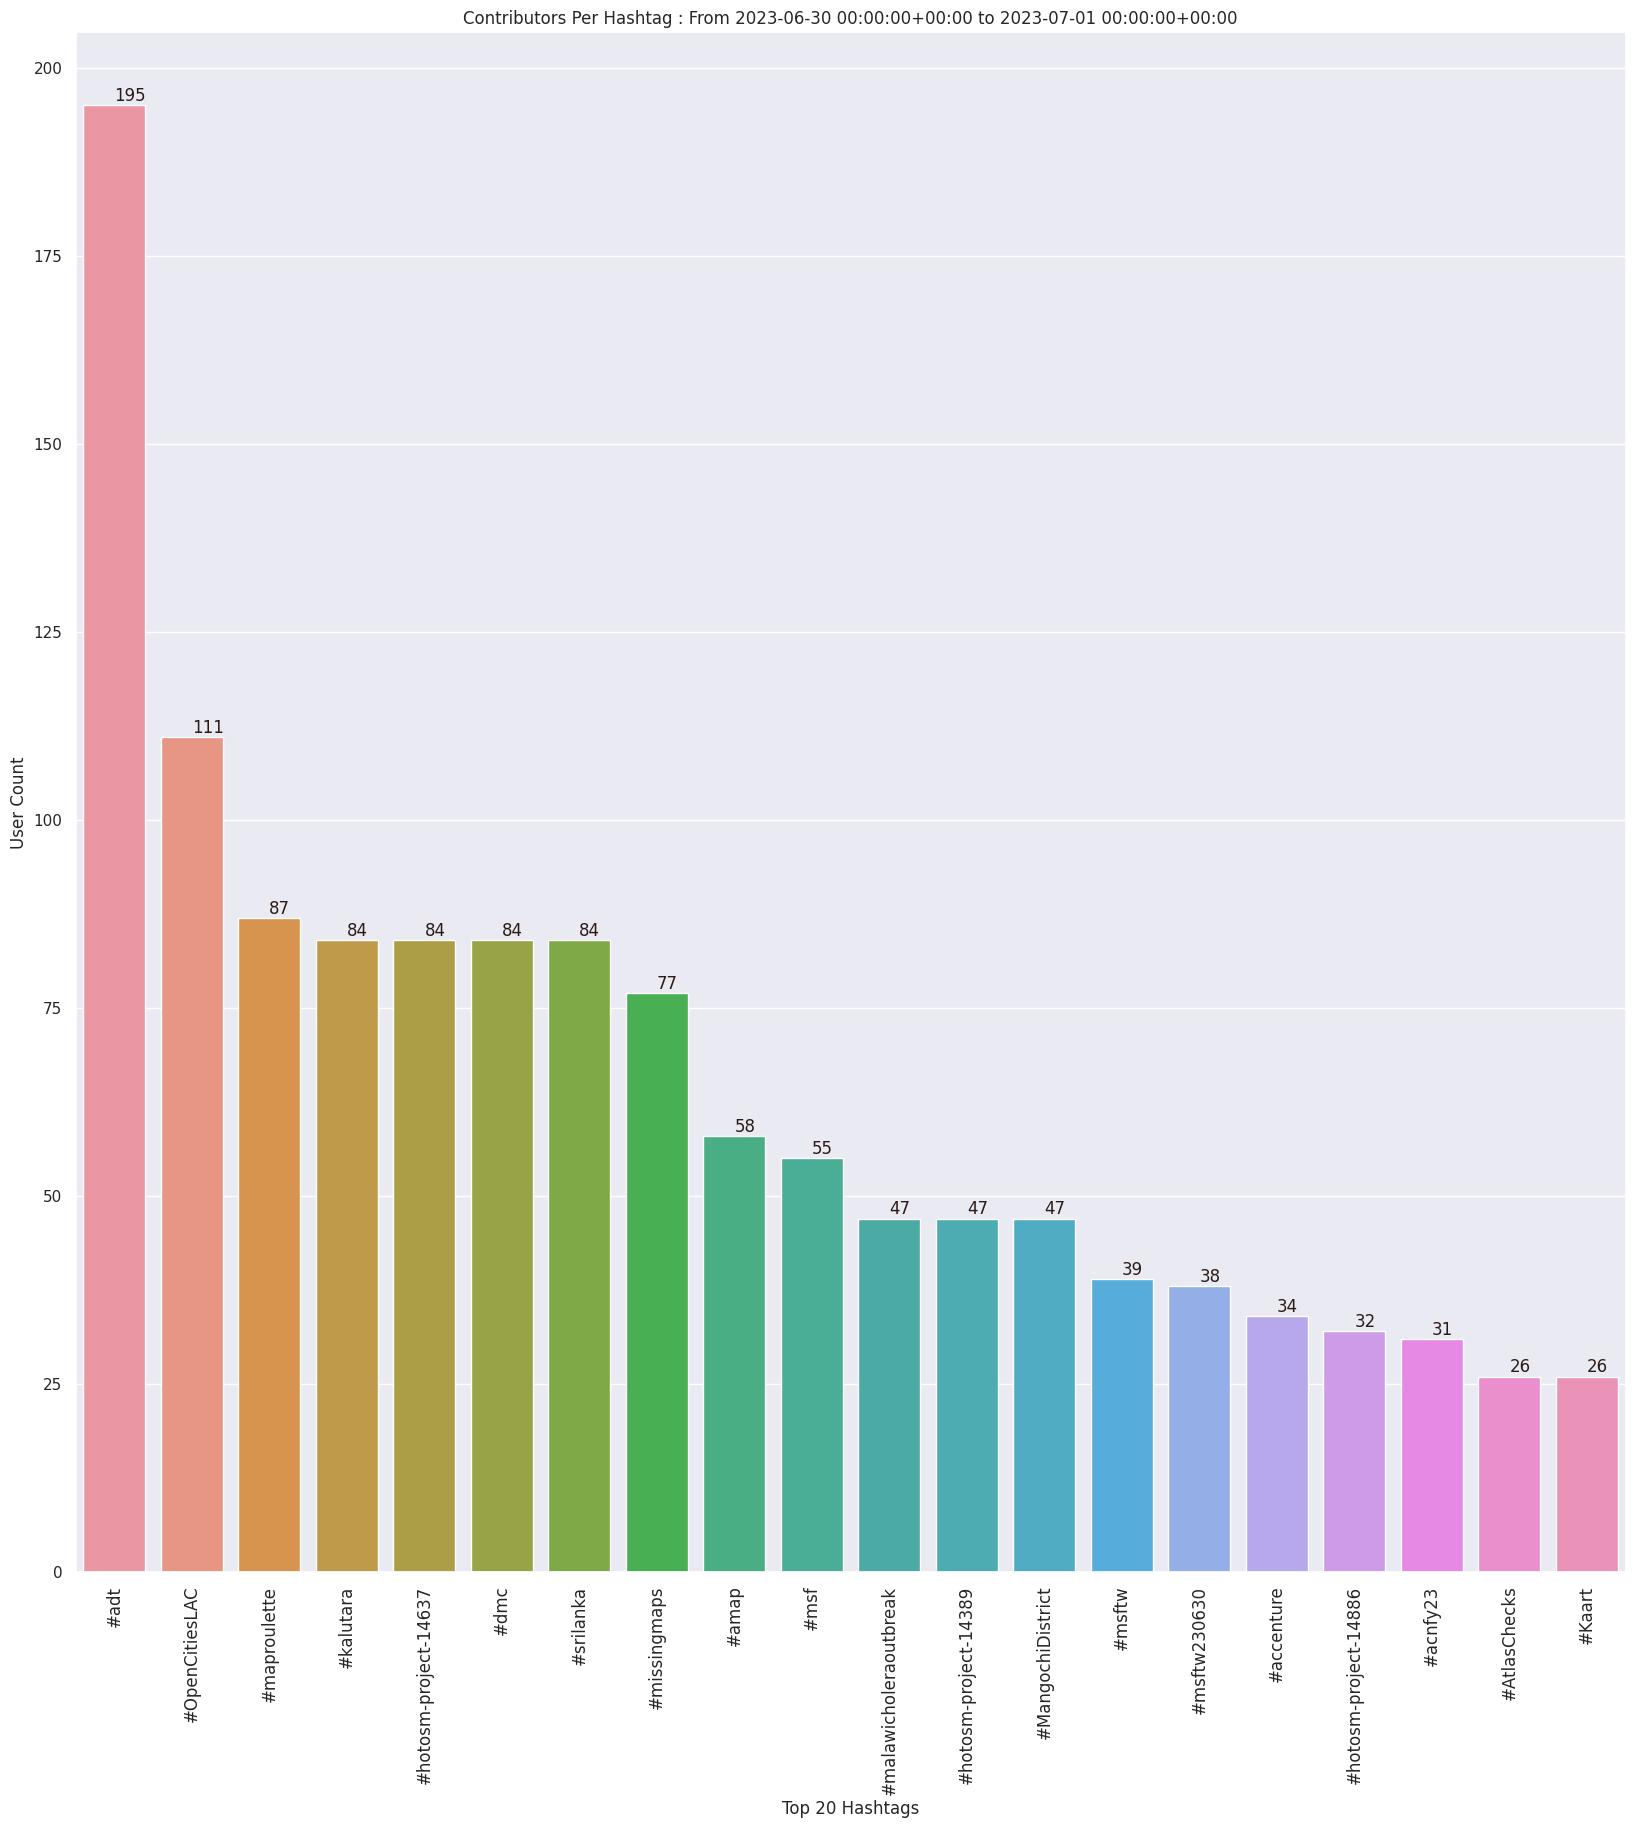 Contributors Per Hashtag : From 2023-06-30 00:00:00+00:00 to 2023-07-01 00:00:00+00:00
User Count
200
175
150
125
100
75
50
25
0
195
111
87
84
84
84
84
77
58
55
47
47
47
39
38
34
32
31
26
26
#adt
#OpenCitiesLAC
#maproulette
#kalutara
#hotosm-project-14637
#dmc
#srilanka
#missingmaps
#amap
#msf
#malawicholeraoutbreak
#hotosm-project-14389
#MangochiDistrict
#msftw
#msftw230630
#accenture
#hotosm-project-14886
#acnfy23
#AtlasChecks
#Kaart
Top 20 Hashtags